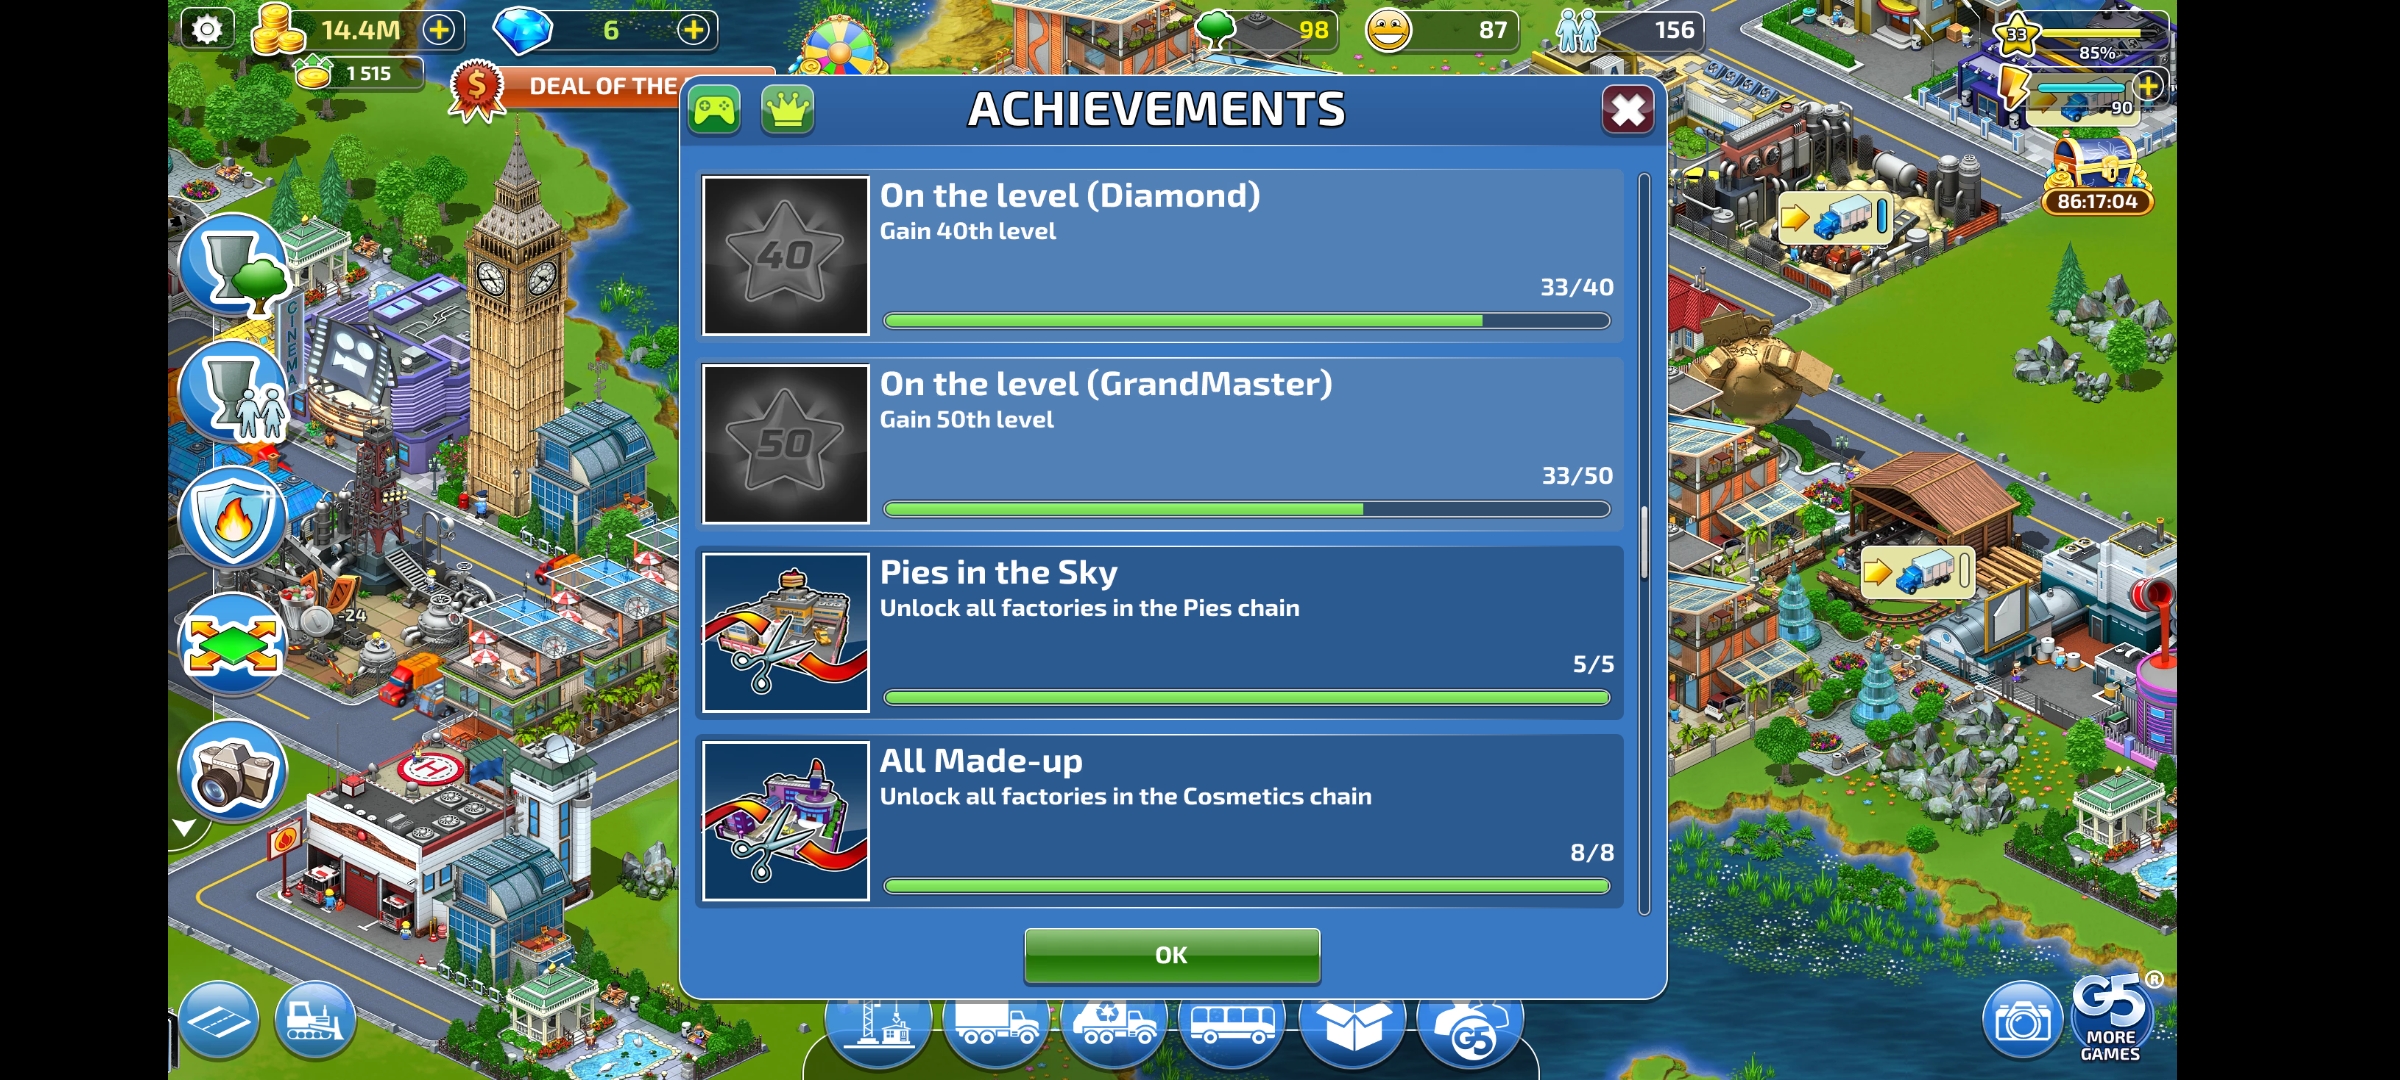 14.4M
6
98
87
156
33
85%
1 515
DEAL OF THE
90
86:17:04
ACHIEVEMENTS
40
On the level (Diamond)
Gain 40th level
33/40
50
On the level (GrandMaster)
Gain 50th level
33/50
Pies in the Sky
Unlock all factories in the Pies chain
5/5
All Made-up
Unlock all factories in the Cosmetics chain
8/8
OK
CINEMA
-24
H
G5
G5®
MORE
GAMES